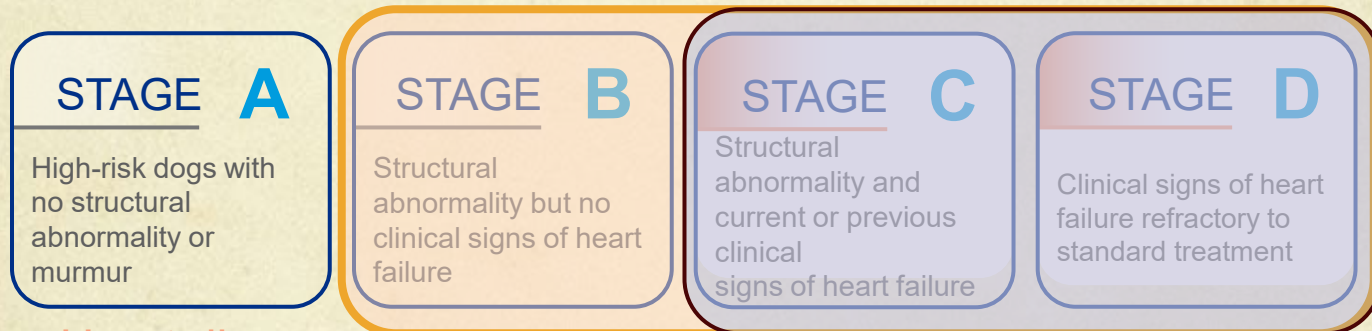 STAGE A
High-risk dogs with
no structural
abnormality or
murmur
STAGE B
Structural
abnormality but no
clinical signs of heart
failure
STAGE C
Structural
abnormality and
current or previous
clinical
signs of heart failure
STAGE D
Clinical signs of heart
failure refractory to
standard treatment